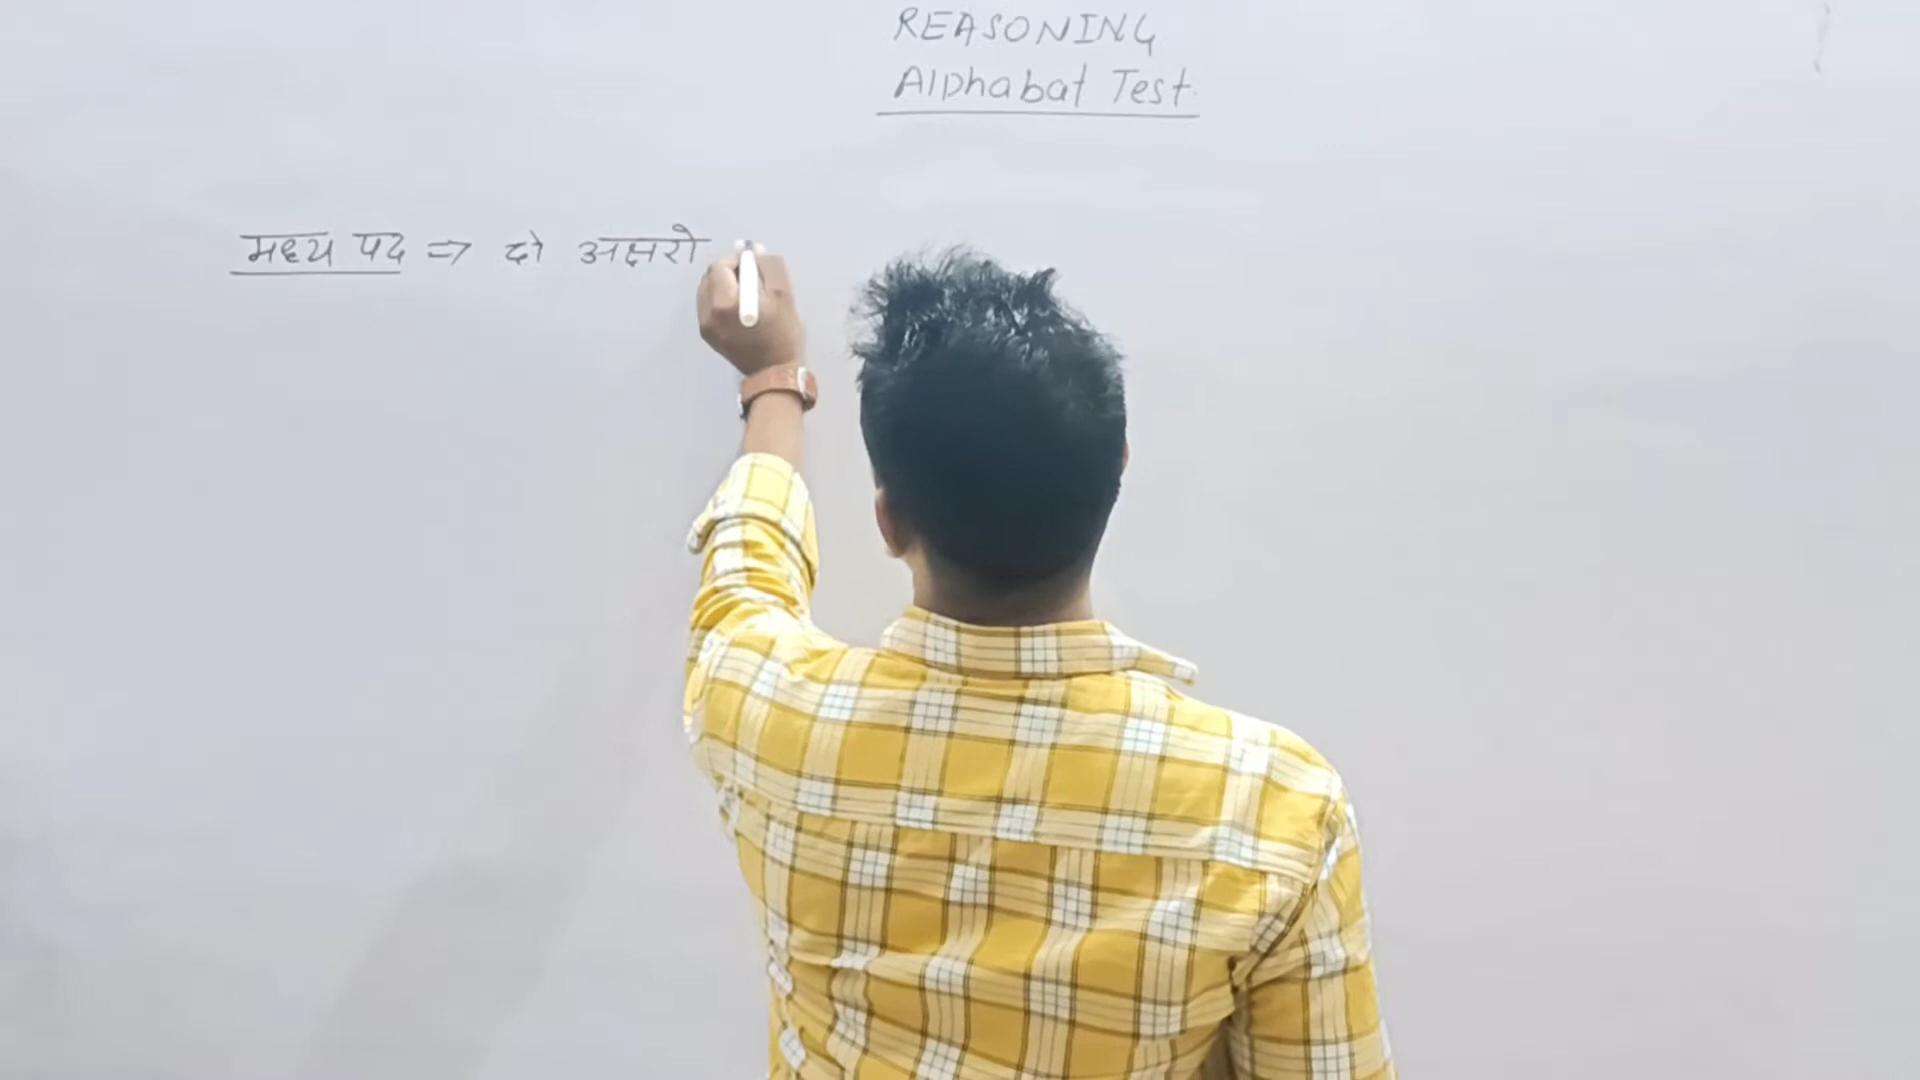 REASONING
Alphabat Test.
मध्य पद ⇒ दो अक्षरो